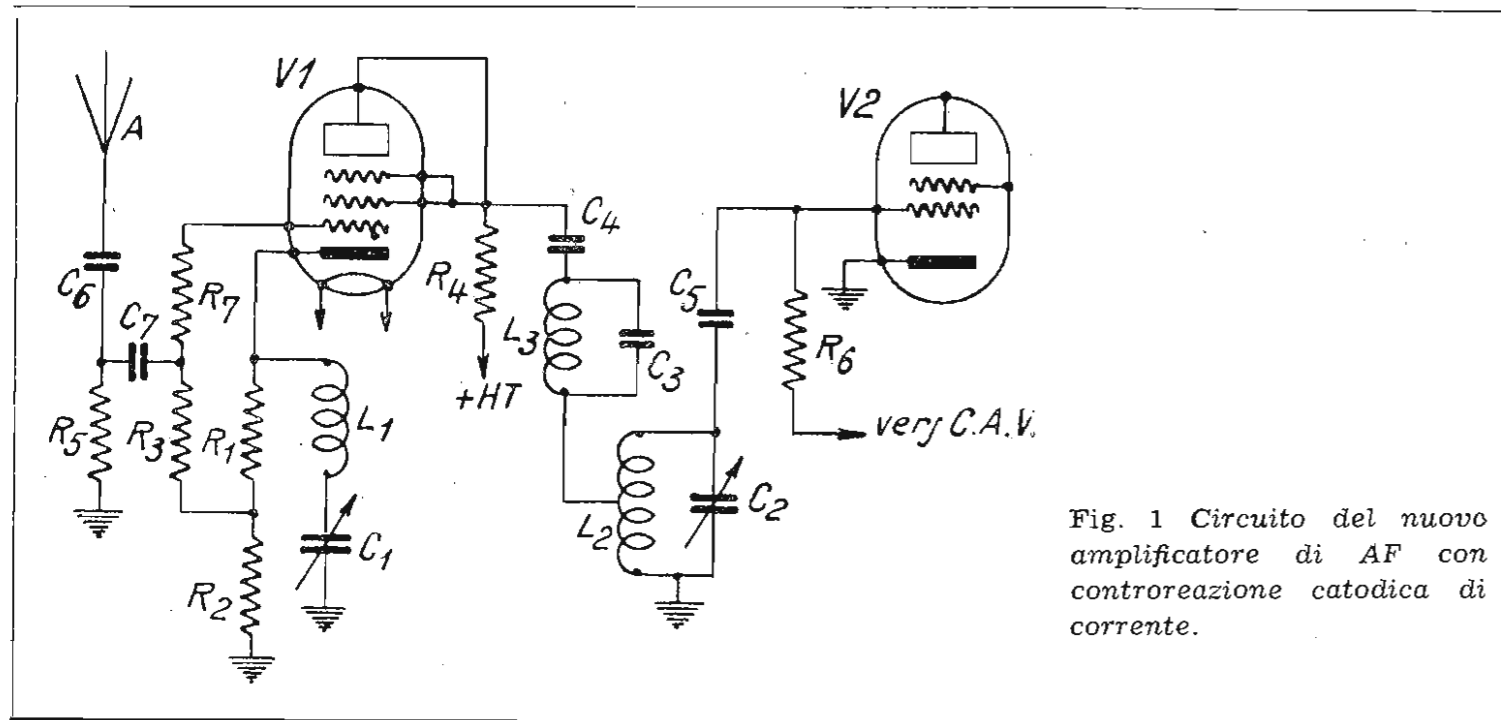 V1
V2
A
C6
C7
R7
R4
C4
C5
L3
C3
R6
+HT
R5
R3
R1
L1
vers C.A.V.
L2
C2
C1
R2
Fig. 1 Circuito del nuovo
amplificatore di AF con
controreazione catodica di
corrente.